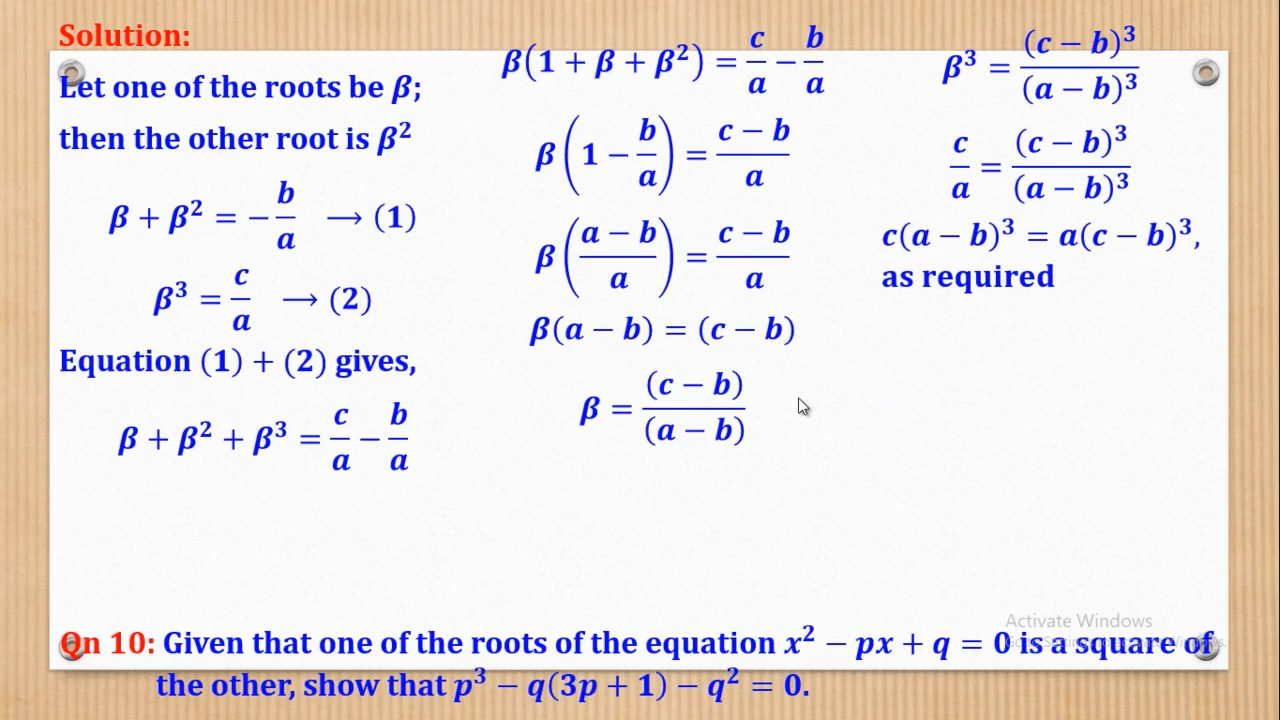 Solution:
Let one of the roots be β;
then the other root is β²
β + β² = −b/a → (1)
β³ = c/a → (2)
Equation (1) + (2) gives,
β + β² + β³ = c/a − b/a
β(1 + β + β²) = c/a − b/a
β(1 − b/a) = (c − b)/a
β((a − b)/a) = (c − b)/a
β(a − b) = (c − b)
β = (c − b)/(a − b)
β³ = (c − b)³/(a − b)³
c/a = (c − b)³/(a − b)³
c(a − b)³ = a(c − b)³,
as required
Activate Windows
Qn 10: Given that one of the roots of the equation x² − px + q = 0 is a square of
the other, show that p³ − q(3p + 1) − q² = 0.